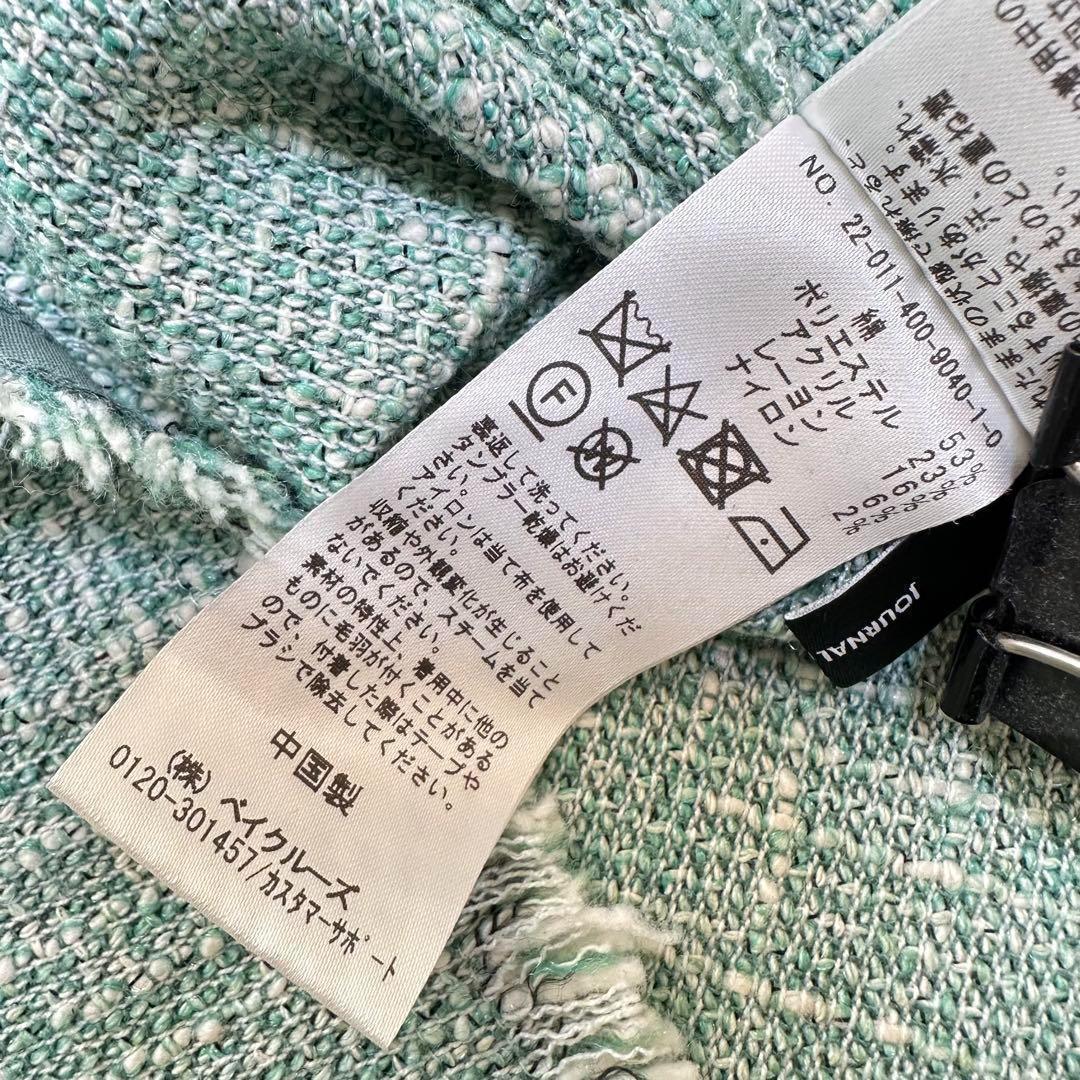 NO. 22-011-400-9040-1-0
綿 53%
ポリエステル 23%
アクリル 16%
レーヨン 6%
ナイロン 2%
F
W
裏返して洗ってください。
タンブラー乾燥はお避けくだ
さい。
アイロンは当て布を使用して
ください。
収縮や外観変化が生じること
があるので、スチームを当て
ないでください。
素材の特性上、着用中に他の
ものに毛羽が付くことがある
ので、付着した際はテープや
ブラシで除去してください。
中国製
(株) ベイクルーズ
0120-301457/カスタマーサポート
JOURNAL